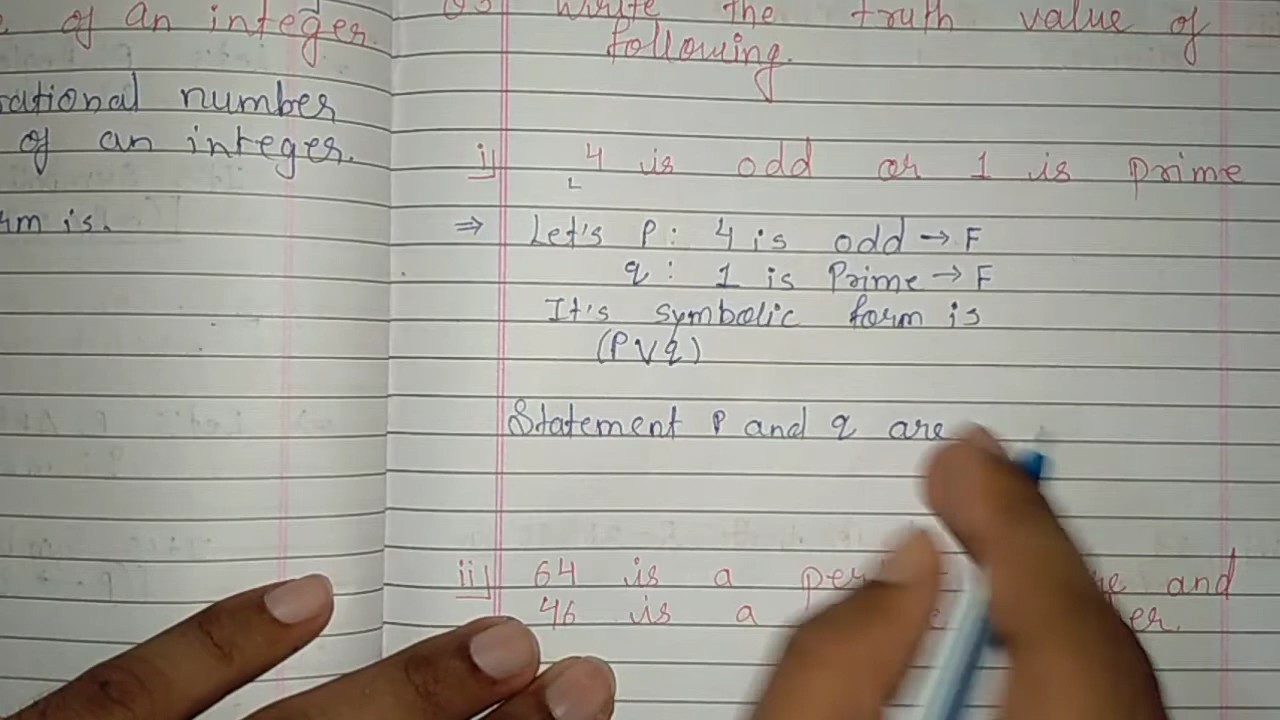 of an integer.
rational number
of an integer.
rm is.
Q3 Write the truth value of
following.
i) 4 is odd or 1 is prime
⇒ Let's P : 4 is odd → F
q : 1 is Prime → F
It's symbolic form is
(P V q)
Statement P and q are
ii) 64 is a and
46 is a